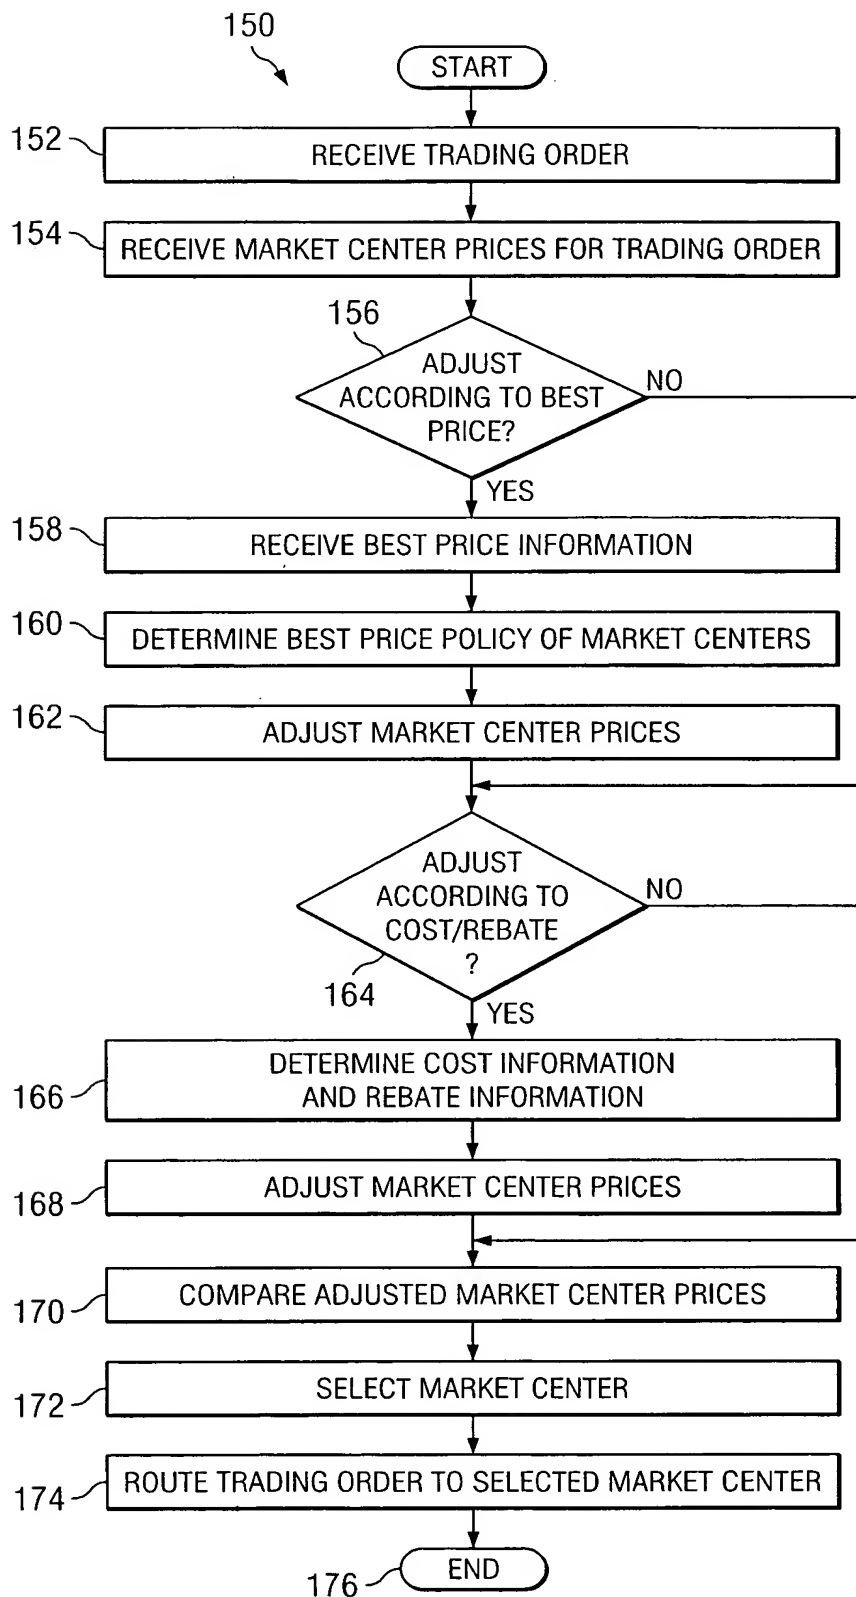 150
START
152
RECEIVE TRADING ORDER
154
RECEIVE MARKET CENTER PRICES FOR TRADING ORDER
156
ADJUST
ACCORDING TO BEST
PRICE?
NO
YES
158
RECEIVE BEST PRICE INFORMATION
160
DETERMINE BEST PRICE POLICY OF MARKET CENTERS
162
ADJUST MARKET CENTER PRICES
ADJUST
ACCORDING TO
COST/REBATE
?
NO
164
YES
DETERMINE COST INFORMATION
AND REBATE INFORMATION
166
ADJUST MARKET CENTER PRICES
168
COMPARE ADJUSTED MARKET CENTER PRICES
170
SELECT MARKET CENTER
172
ROUTE TRADING ORDER TO SELECTED MARKET CENTER
174
END
176